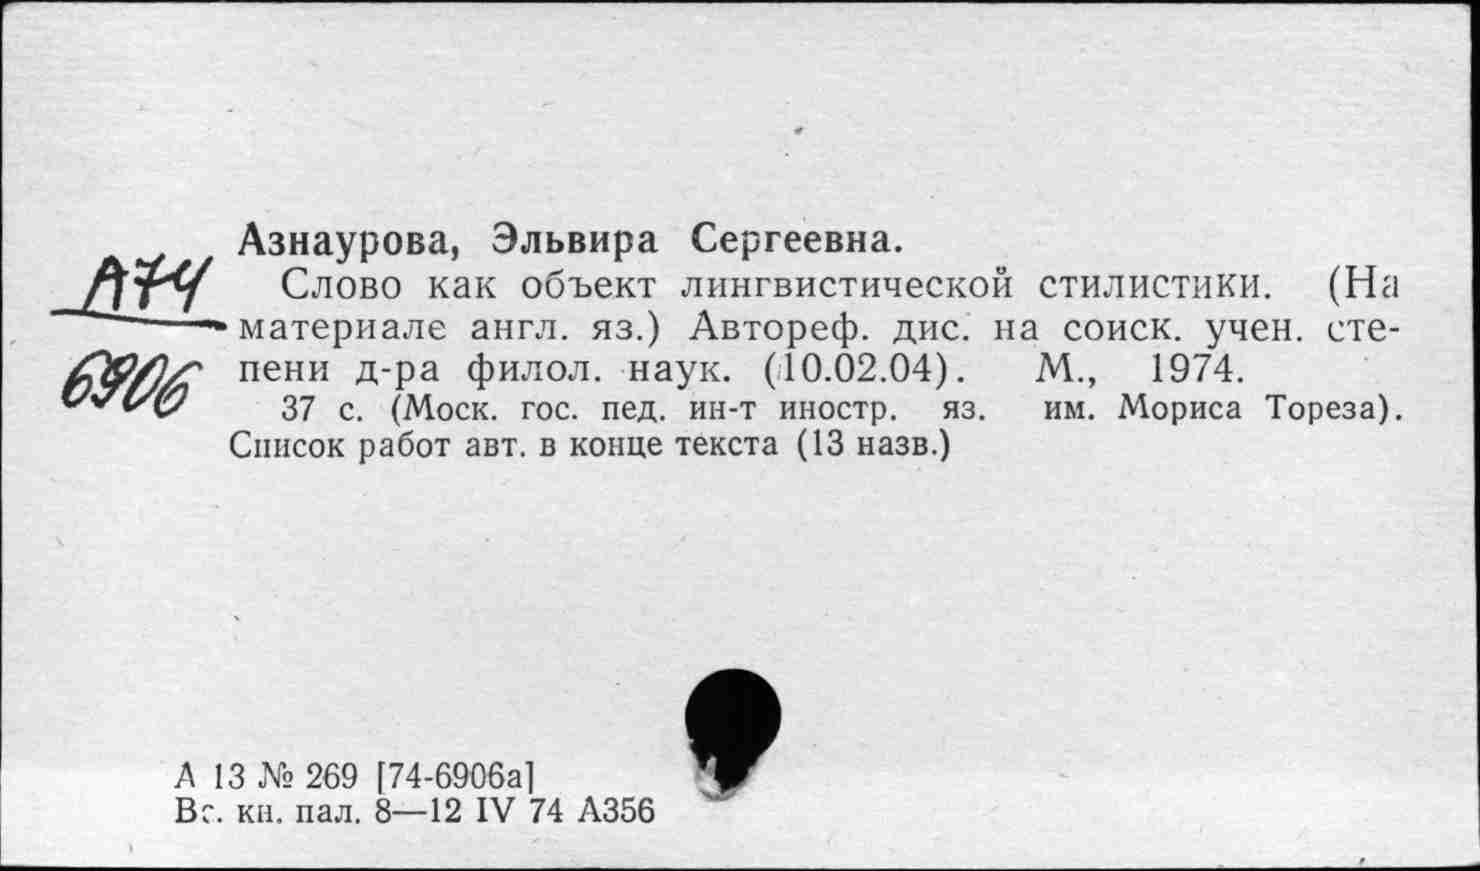 Азнаурова, Эльвира Сергеевна.
А74
Слово как объект лингвистической стилистики. (На
материале англ. яз.) Автореф. дис. на соиск. учен. сте-
6906
пени д-ра филол. наук. (10.02.04). М., 1974.
37 с. (Моск. гос. пед. ин-т иностр. яз. им. Мориса Тореза).
Список работ авт. в конце текста (13 назв.)
А 13 № 269 [74-6906а]
Вс. кн. пал. 8—12 IV 74 А356